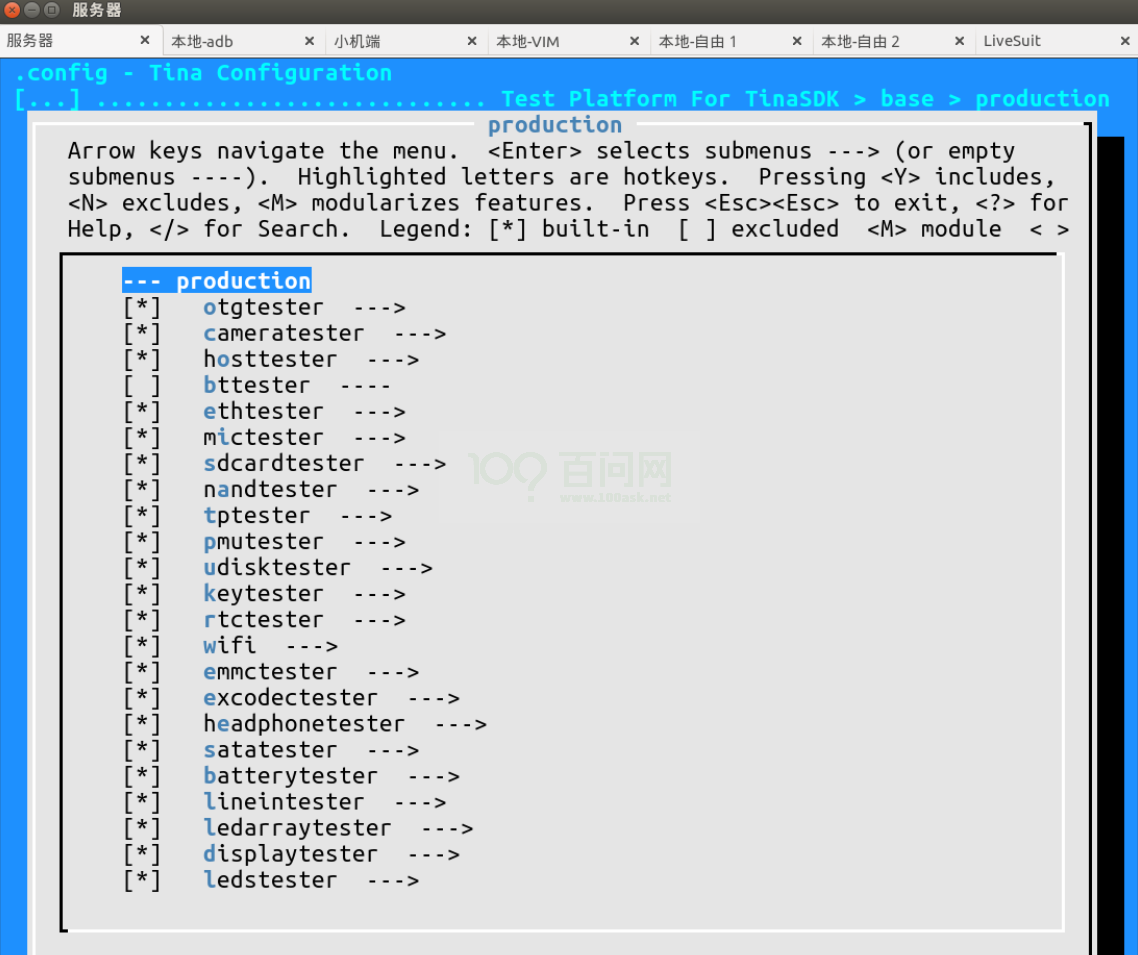 服务器
服务器 × 本地-adb × 小机端 × 本地-VIM × 本地-自由 1 × 本地-自由 2 × LiveSuit ×
.config - Tina Configuration
[...] ............................. Test Platform For TinaSDK > base > production
production
Arrow keys navigate the menu.  <Enter> selects submenus ---> (or empty
submenus ----).  Highlighted letters are hotkeys.  Pressing <Y> includes,
<N> excludes, <M> modularizes features.  Press <Esc><Esc> to exit, <?> for
Help, </> for Search.  Legend: [*] built-in  [ ] excluded  <M> module  < >
--- production
[*]   otgtester  --->
[*]   cameratester  --->
[*]   hosttester  --->
[ ]   bttester  ----
[*]   ethtester  --->
[*]   mictester  --->
[*]   sdcardtester  --->
[*]   nandtester  --->
[*]   tptester  --->
[*]   pmutester  --->
[*]   udisktester  --->
[*]   keytester  --->
[*]   rtctester  --->
[*]   wifi  --->
[*]   emmctester  --->
[*]   excodectester  --->
[*]   headphonetester  --->
[*]   satatester  --->
[*]   batterytester  --->
[*]   lineintester  --->
[*]   ledarraytester  --->
[*]   displaytester  --->
[*]   ledstester  --->
百问网
www.100ask.net